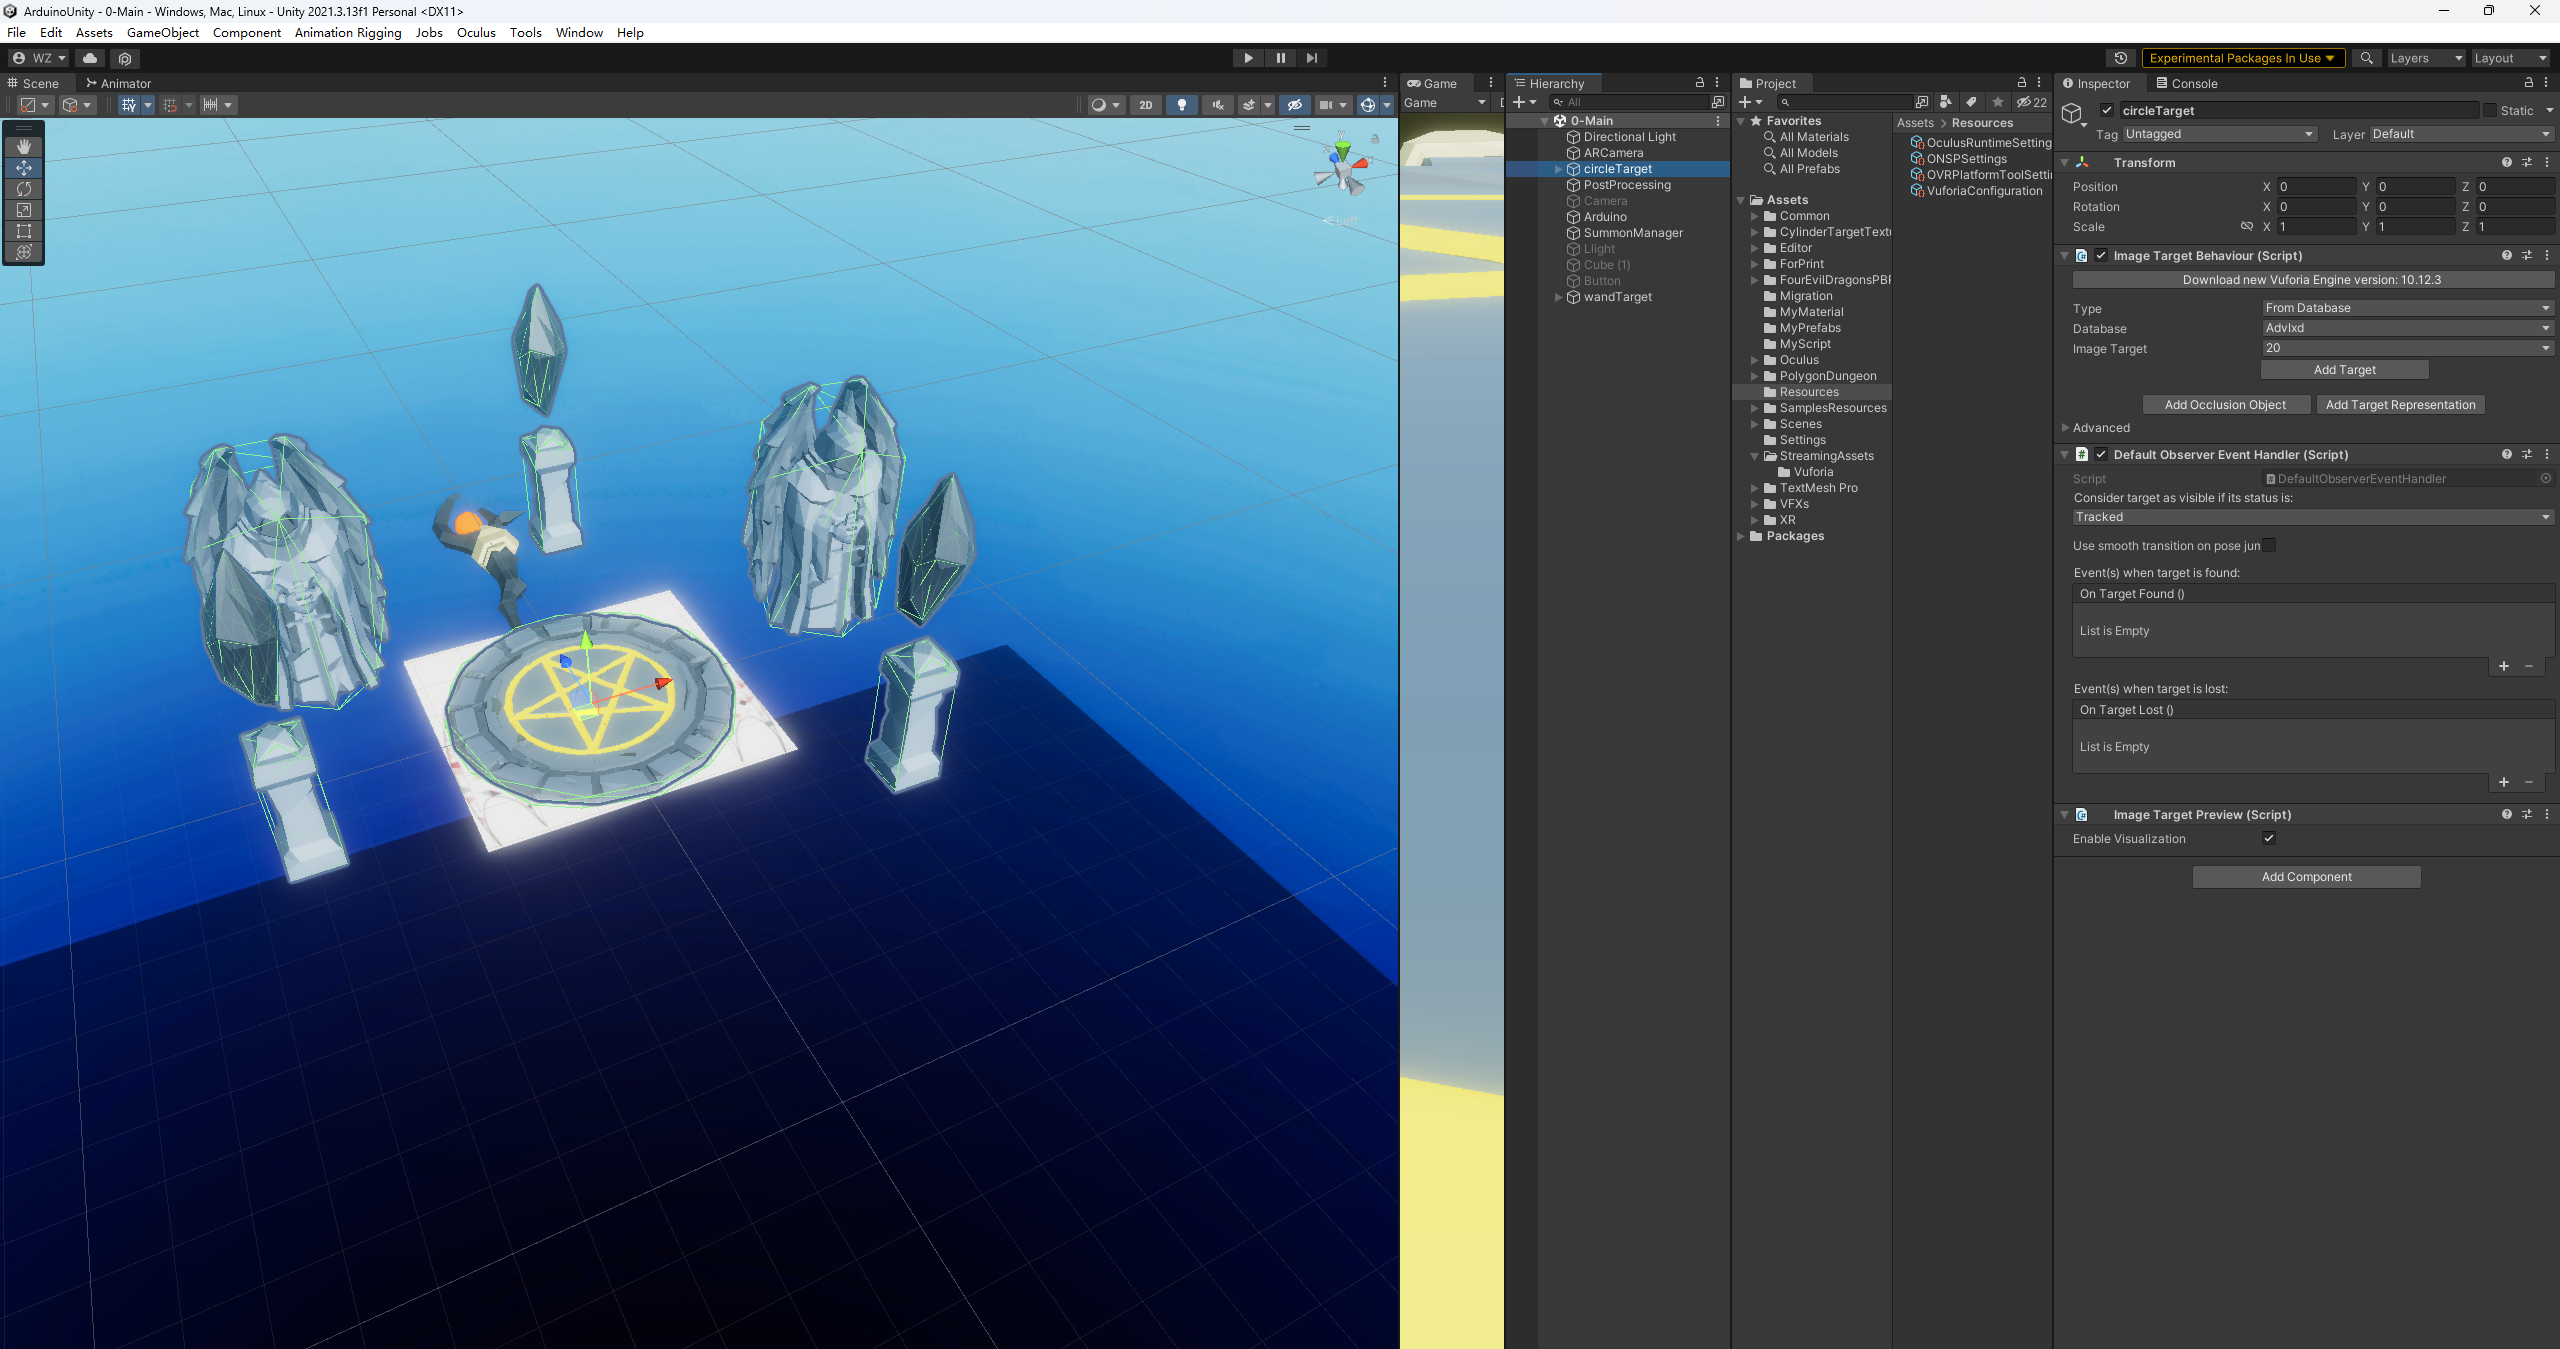 ArduinoUnity - 0-Main - Windows, Mac, Linux - Unity 2021.3.13f1 Personal <DX11>
File Edit Assets GameObject Component Animation Rigging Jobs Oculus Tools Window Help
WZ
Experimental Packages In Use
Layers
Layout
Scene
Animator
2D
Y
Left
Game
Game
Hierarchy
All
0-Main
Directional Light
ARCamera
circleTarget
PostProcessing
Camera
Arduino
SummonManager
Llight
Cube (1)
Button
wandTarget
Project
22
Favorites
All Materials
All Models
All Prefabs
Assets
Common
CylinderTargetTextu
Editor
ForPrint
FourEvilDragonsPBR
Migration
MyMaterial
MyPrefabs
MyScript
Oculus
PolygonDungeon
Resources
SamplesResources
Scenes
Settings
StreamingAssets
Vuforia
TextMesh Pro
VFXs
XR
Packages
Assets > Resources
OculusRuntimeSetting
ONSPSettings
OVRPlatformToolSetti
VuforiaConfiguration
Inspector
Console
circleTarget
Static
Tag Untagged
Layer Default
Transform
Position X 0 Y 0 Z 0
Rotation X 0 Y 0 Z 0
Scale X 1 Y 1 Z 1
Image Target Behaviour (Script)
Download new Vuforia Engine version: 10.12.3
Type From Database
Database Advlxd
Image Target 20
Add Target
Add Occlusion Object
Add Target Representation
Advanced
Default Observer Event Handler (Script)
Script DefaultObserverEventHandler
Consider target as visible if its status is:
Tracked
Use smooth transition on pose jun
Event(s) when target is found:
On Target Found ()
List is Empty
+ −
Event(s) when target is lost:
On Target Lost ()
List is Empty
+ −
Image Target Preview (Script)
Enable Visualization
Add Component